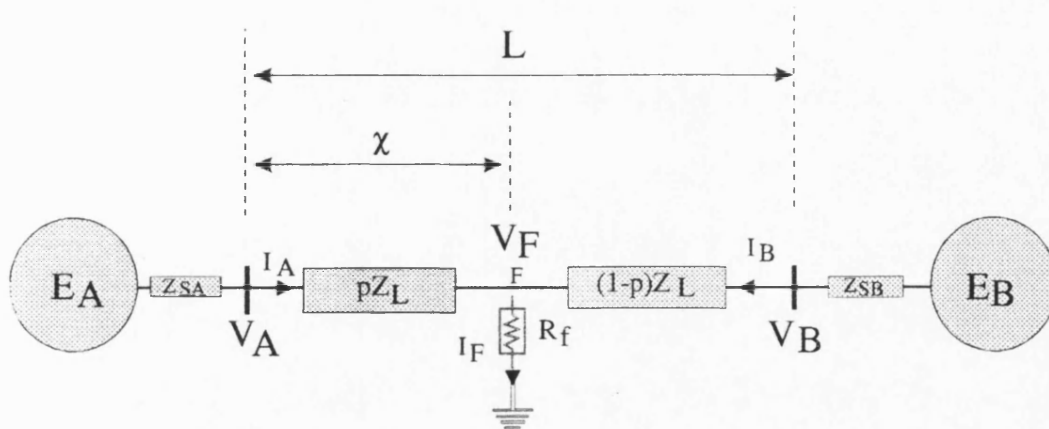 L
χ
V_F
F
E_A
Z_SA
I_A
pZ_L
(1-p)Z_L
I_B
Z_SB
E_B
V_A
I_F
R_f
V_B